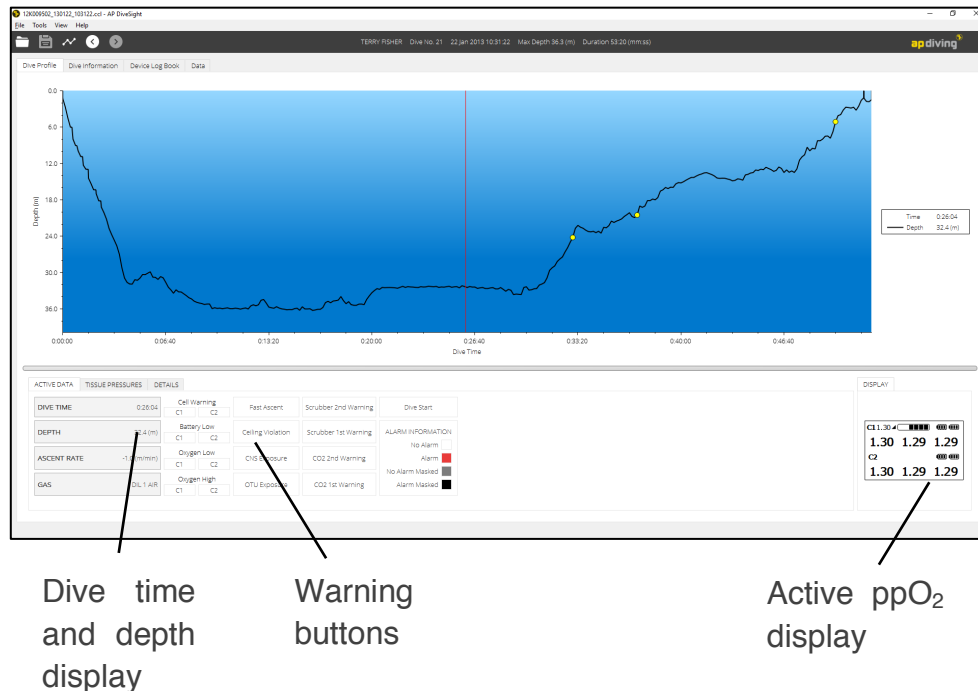 12K009502_130122_103122.ccl - AP DiveSight
File Tools View Help
TERRY FISHER Dive No. 21 22 Jan 2013 10:31:22 Max Depth 36.3 (m) Duration 53:20 (mm:ss)
apdiving
Dive Profile Dive Information Device Log Book Data
0.0
6.0
12.0
18.0
24.0
30.0
36.0
Depth (m)
0:00:00 0:06:40 0:13:20 0:20:00 0:26:40 0:33:20 0:40:00 0:46:40
Dive Time
Time 0:26:04
Depth 32.4 (m)
ACTIVE DATA TISSUE PRESSURES DETAILS
DIVE TIME 0:26:04
DEPTH 32.4 (m)
ASCENT RATE -1.0 (m/min)
GAS DIL 1 AIR
Cell Warning
C1 C2
Battery Low
C1 C2
Oxygen Low
C1 C2
Oxygen High
C1 C2
Fast Ascent
Ceiling Violation
CNS Exposure
OTU Exposure
Scrubber 2nd Warning
Scrubber 1st Warning
CO2 2nd Warning
CO2 1st Warning
Dive Start
ALARM INFORMATION
No Alarm
Alarm
No Alarm Masked
Alarm Masked
DISPLAY
C1 1.30
1.30 1.29 1.29
C2
1.30 1.29 1.29
Dive time
and depth
display
Warning
buttons
Active ppO₂
display